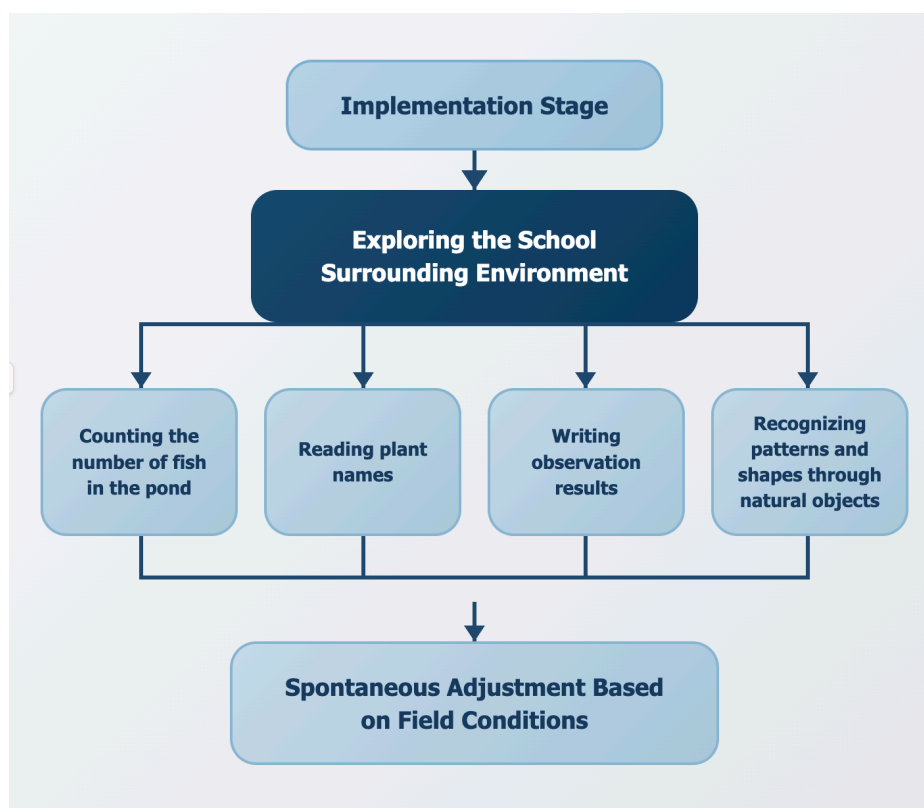 Implementation Stage
Exploring the School
Surrounding Environment
Counting the
number of fish
in the pond
Reading plant
names
Writing
observation
results
Recognizing
patterns and
shapes through
natural objects
Spontaneous Adjustment Based
on Field Conditions